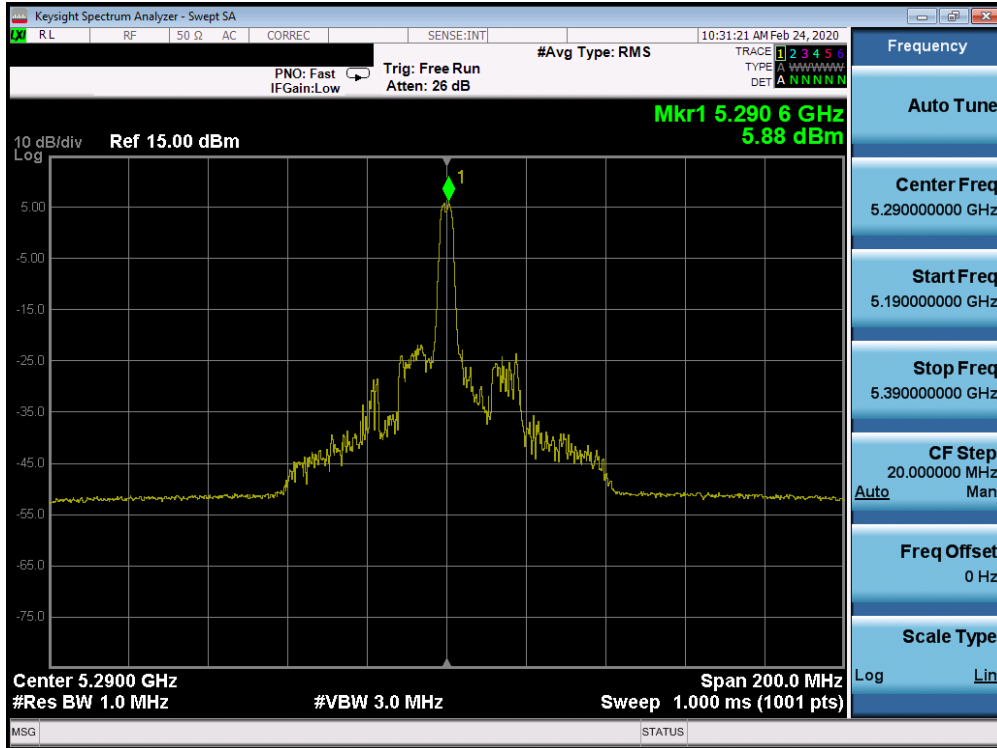 Keysight Spectrum Analyzer - Swept SA
LXI RL RF 50 Ω AC CORREC SENSE:INT 10:31:21 AM Feb 24, 2020
#Avg Type: RMS TRACE 1 2 3 4 5 6
PNO: Fast Trig: Free Run TYPE A WWWWW
IFGain:Low Atten: 26 dB DET A N N N N N
Mkr1 5.290 6 GHz
5.88 dBm
10 dB/div Ref 15.00 dBm
Log
1
5.00
-5.00
-15.0
-25.0
-35.0
-45.0
-55.0
-65.0
-75.0
Center 5.2900 GHz Span 200.0 MHz
#Res BW 1.0 MHz #VBW 3.0 MHz Sweep 1.000 ms (1001 pts)
MSG STATUS
Frequency
Auto Tune
Center Freq
5.290000000 GHz
Start Freq
5.190000000 GHz
Stop Freq
5.390000000 GHz
CF Step
20.000000 MHz
Auto Man
Freq Offset
0 Hz
Scale Type
Log Lin